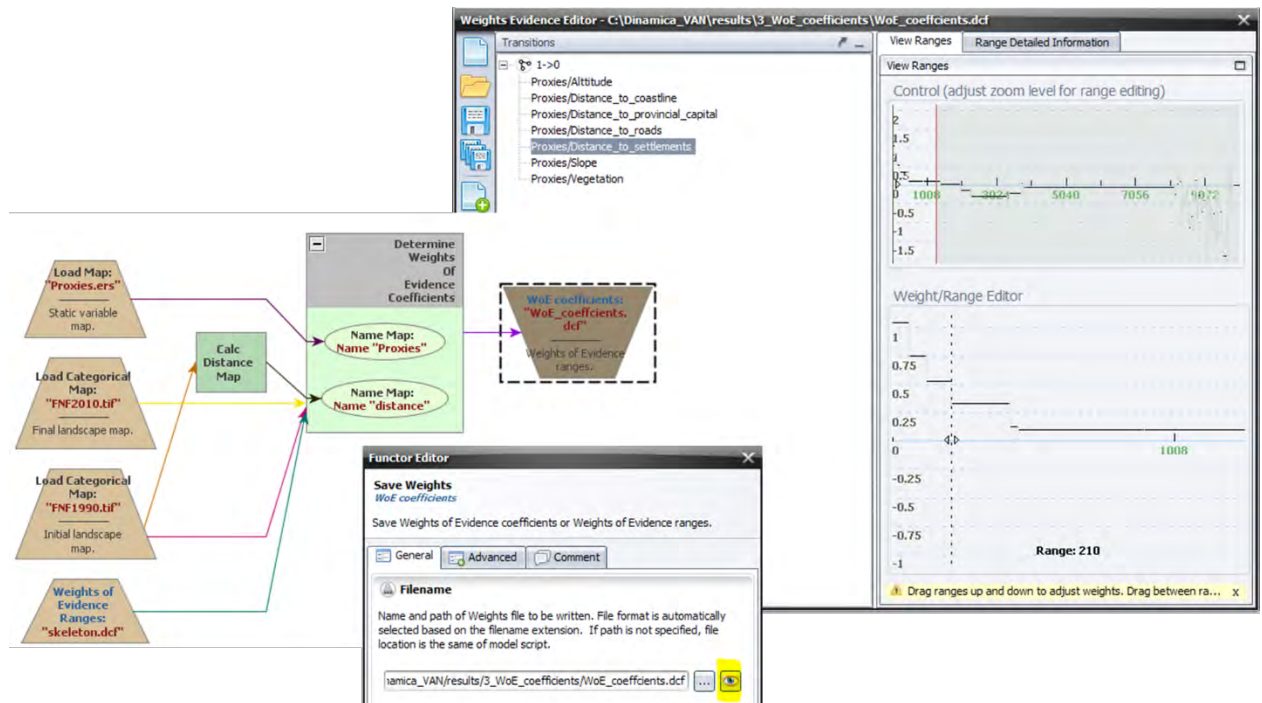 Weights Evidence Editor - C:\Dinamica_VAN\results\3_WoE_coefficients\WoE_coeffcients.dcf
X
Transitions
1->0
Proxies/Alttitude
Proxies/Distance_to_coastline
Proxies/Distance_to_provincial_capital
Proxies/Distance_to_roads
Proxies/Distance_to_settlements
Proxies/Slope
Proxies/Vegetation
View Ranges
Range Detailed Information
View Ranges
Control (adjust zoom level for range editing)
2
1.5
1
0.5
0
1008
3024
5040
7056
9072
-0.5
-1
-1.5
Weight/Range Editor
1
0.75
0.5
0.25
0
1008
-0.25
-0.5
-0.75
-1
Range: 210
Drag ranges up and down to adjust weights. Drag between ra...
x
Load Map:
"Proxies.ers"
Static variable
map.
Load Categorical
Map:
"FNF2010.tif"
Final landscape map.
Load Categorical
Map:
"FNF1990.tif"
Initial landscape
map.
Weights of
Evidence
Ranges:
"skeleton.dcf"
Calc
Distance
Map
Determine
Weights
Of
Evidence
Coefficients
Name Map:
Name "Proxies"
Name Map:
Name "distance"
WoE coefficients:
"WoE_coeffcients.
dcf"
Weights of Evidence
ranges.
Functor Editor
X
Save Weights
WoE coefficients
Save Weights of Evidence coefficients or Weights of Evidence ranges.
General
Advanced
Comment
Filename
Name and path of Weights file to be written. File format is automatically
selected based on the filename extension. If path is not specified, file
location is the same of model script.
inamica_VAN/results/3_WoE_coefficients/WoE_coeffcients.dcf
...